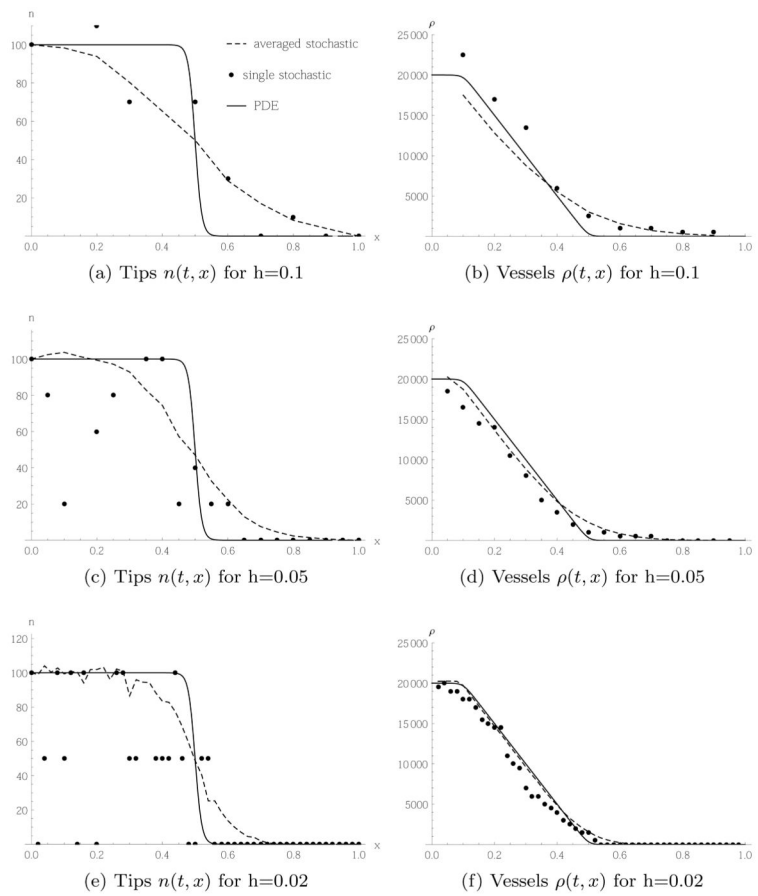 n
100
80
60
40
20
0.0 0.2 0.4 0.6 0.8 1.0 x
averaged stochastic
single stochastic
PDE
(a) Tips n(t, x) for h=0.1
ρ
25 000
20 000
15 000
10 000
5000
0.0 0.2 0.4 0.6 0.8 1.0
(b) Vessels ρ(t, x) for h=0.1
n
100
80
60
40
20
0.0 0.2 0.4 0.6 0.8 1.0 x
(c) Tips n(t, x) for h=0.05
ρ
25 000
20 000
15 000
10 000
5000
0.0 0.2 0.4 0.6 0.8 1.0
(d) Vessels ρ(t, x) for h=0.05
n
120
100
80
60
40
20
0.0 0.2 0.4 0.6 0.8 1.0 x
(e) Tips n(t, x) for h=0.02
ρ
25 000
20 000
15 000
10 000
5000
0.0 0.2 0.4 0.6 0.8 1.0
(f) Vessels ρ(t, x) for h=0.02